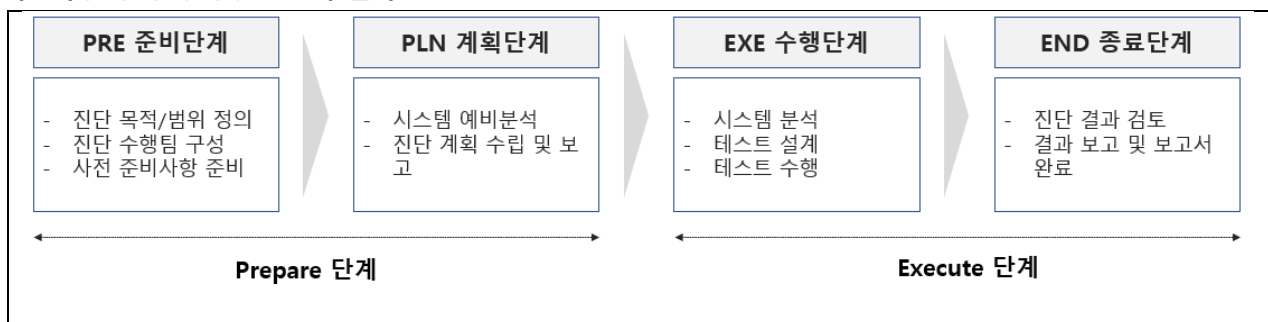 PRE 준비단계
PLN 계획단계
EXE 수행단계
END 종료단계
- 진단 목적/범위 정의
- 진단 수행팀 구성
- 사전 준비사항 준비
- 시스템 예비분석
- 진단 계획 수립 및 보
고
- 시스템 분석
- 테스트 설계
- 테스트 수행
- 진단 결과 검토
- 결과 보고 및 보고서
완료
Prepare 단계
Execute 단계